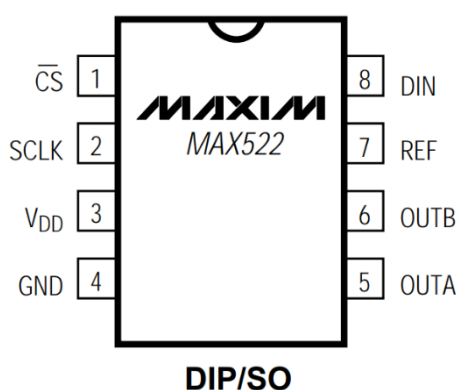 C̅S̅ 1 8 DIN
MAXIM
SCLK 2 MAX522 7 REF
VDD 3 6 OUTB
GND 4 5 OUTA
DIP/SO